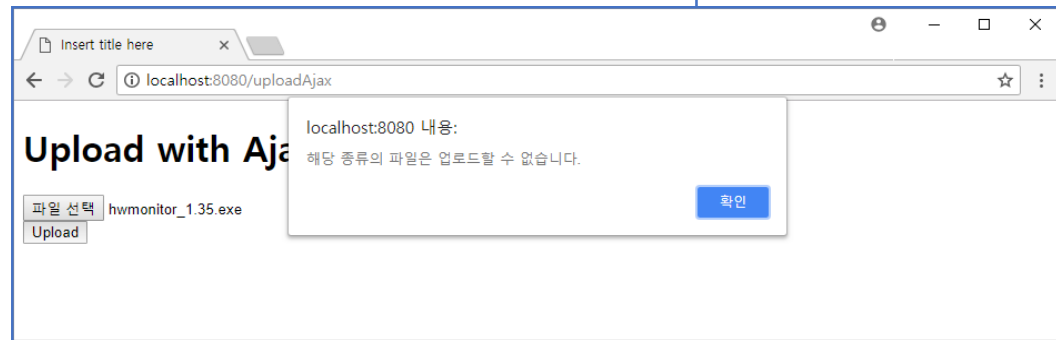 Insert title here
localhost:8080/uploadAjax
localhost:8080 내용:
Upload with Aja
해당 종류의 파일은 업로드할 수 없습니다.
확인
파일 선택 hwmonitor_1.35.exe
Upload